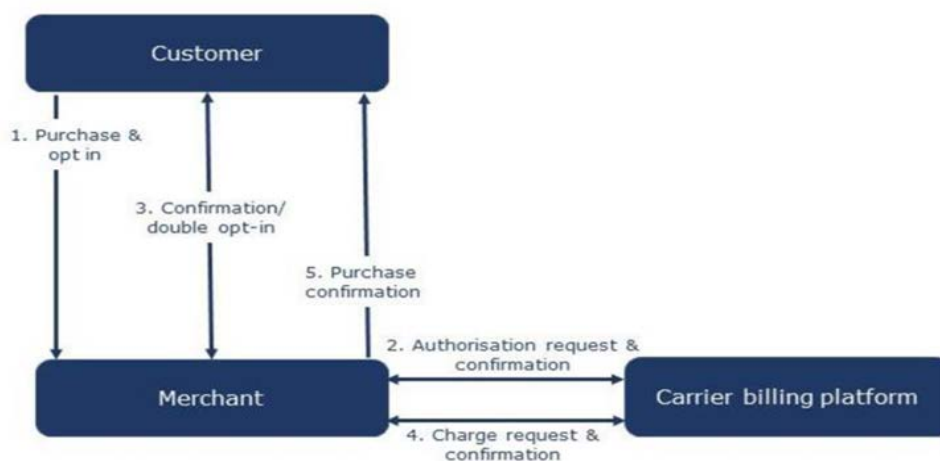 Customer
1. Purchase &
opt in
3. Confirmation/
double opt-in
5. Purchase
confirmation
2. Authorisation request &
confirmation
Merchant
Carrier billing platform
4. Charge request &
confirmation